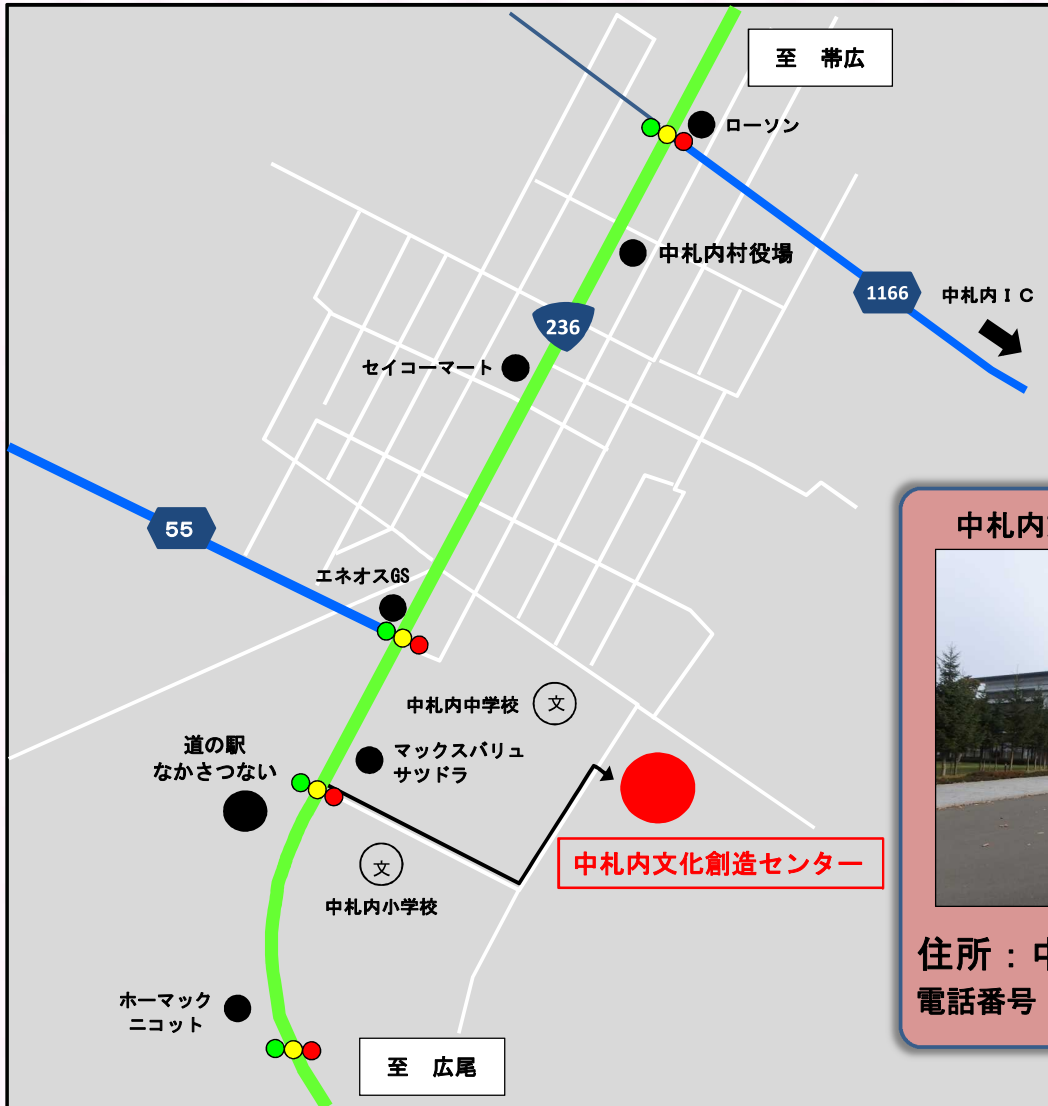 至　帯広
ローソン
中札内村役場
1166
中札内ＩＣ
236
セイコーマート
55
エネオスGS
中札内
中札内中学校
文
道の駅
なかさつない
マックスバリュ
サツドラ
中札内文化創造センター
文
中札内小学校
住所：中
電話番号
ホーマック
ニコット
至　広尾